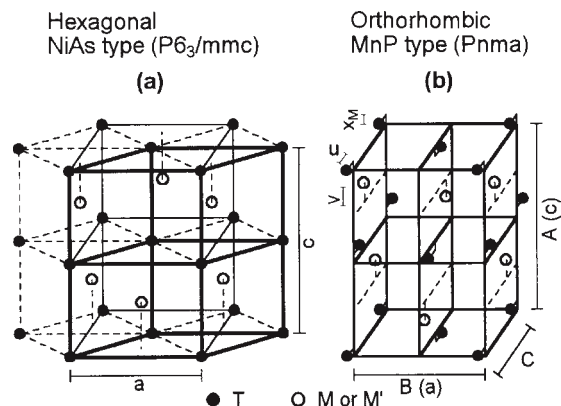 Hexagonal
NiAs type (P6₃/mmc)
(a)
Orthorhombic
MnP type (Pnma)
(b)
x_M
u
v
c
A (c)
C
a
B (a)
● T ○ M or M'